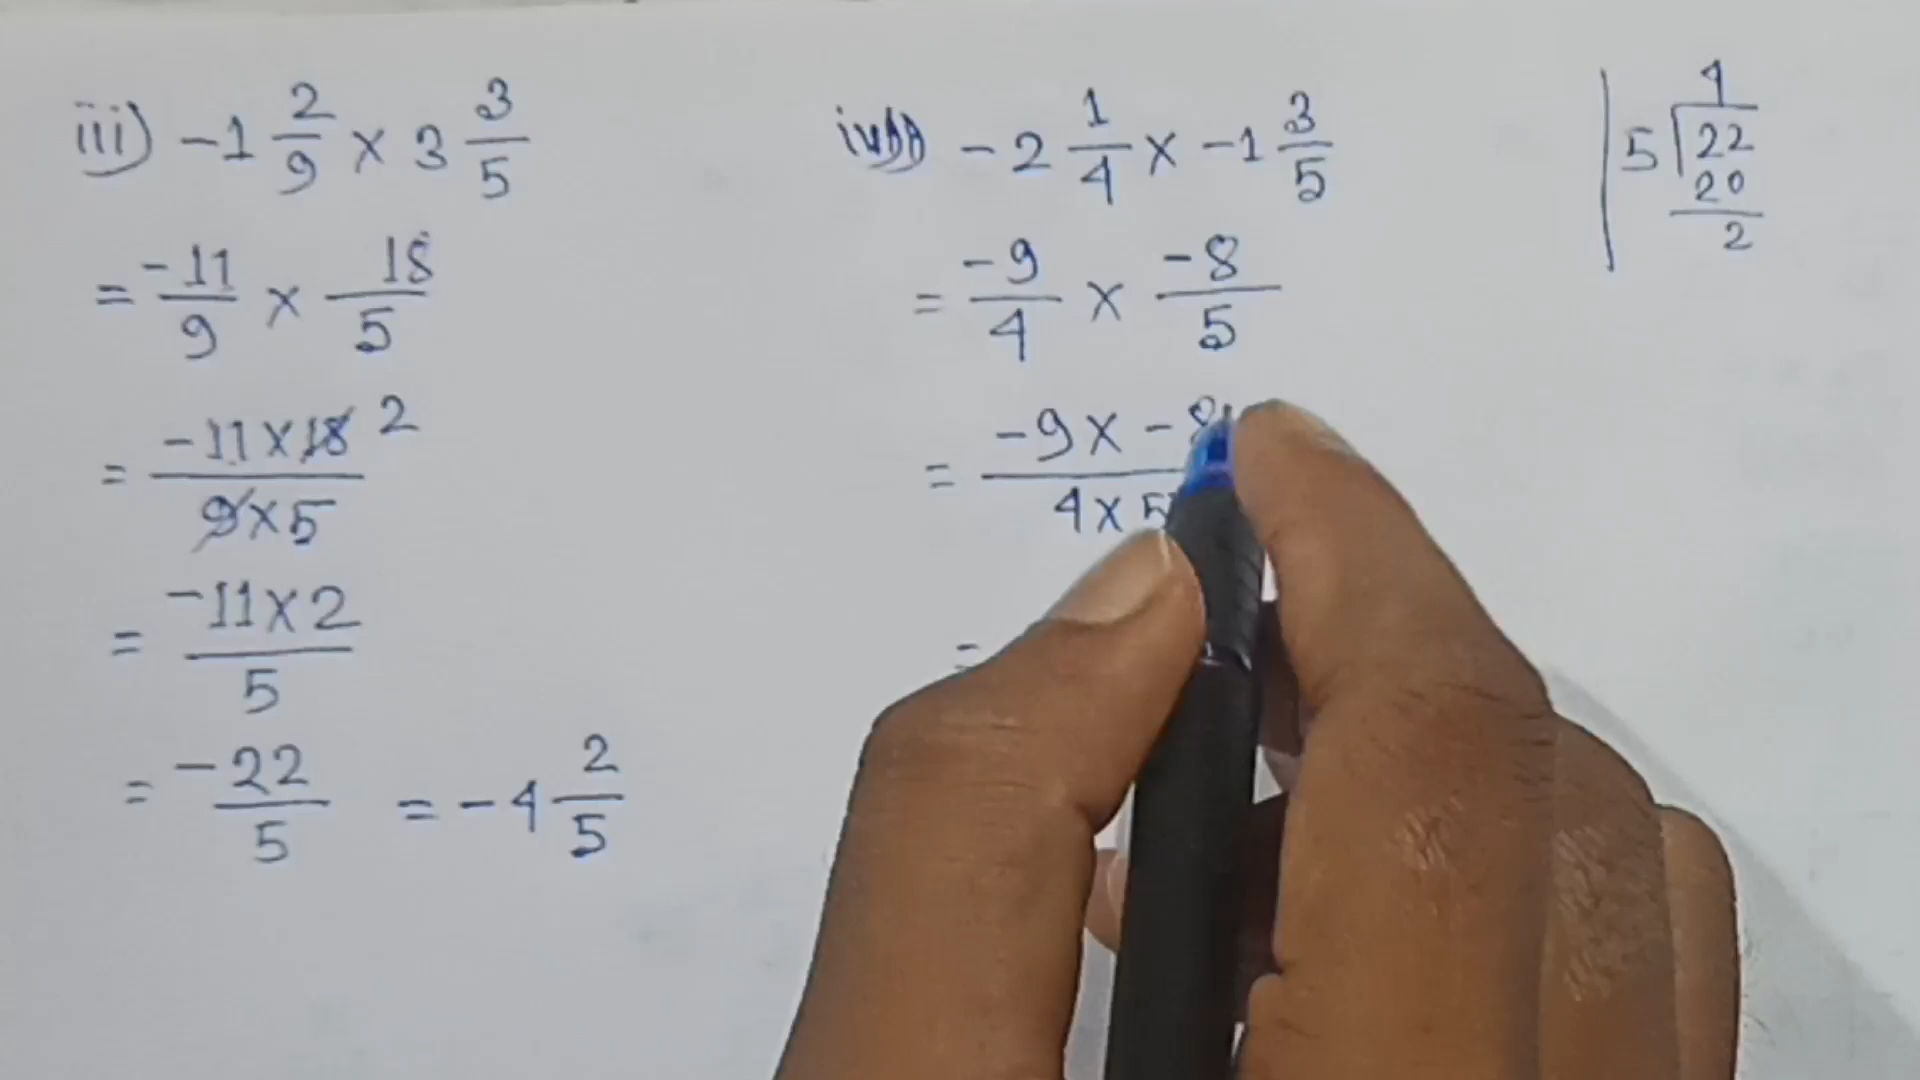 iii) -1 2/9 × 3 3/5
= -11/9 × 18/5
= -11×18 2/9×5
= -11×2/5
= -22/5 = -4 2/5
iv) -2 1/4 × -1 3/5
= -9/4 × -8/5
= -9× -8/4×5
=
4
5 22
20
2